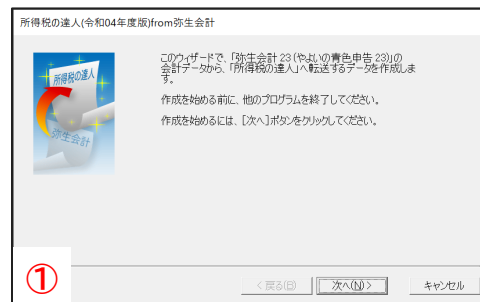 所得税の達人(令和04年度版)from弥生会計
所得税の達人
弥生会計
このウィザードで、「弥生会計 23 (やよいの青色申告 23)」の
会計データから、「所得税の達人」へ転送するデータを作成しま
す。
作成を始める前に、他のプログラムを終了してください。
作成を始めるには、[次へ]ボタンをクリックしてください。
①
< 戻る(B)
次へ(N) >
キャンセル